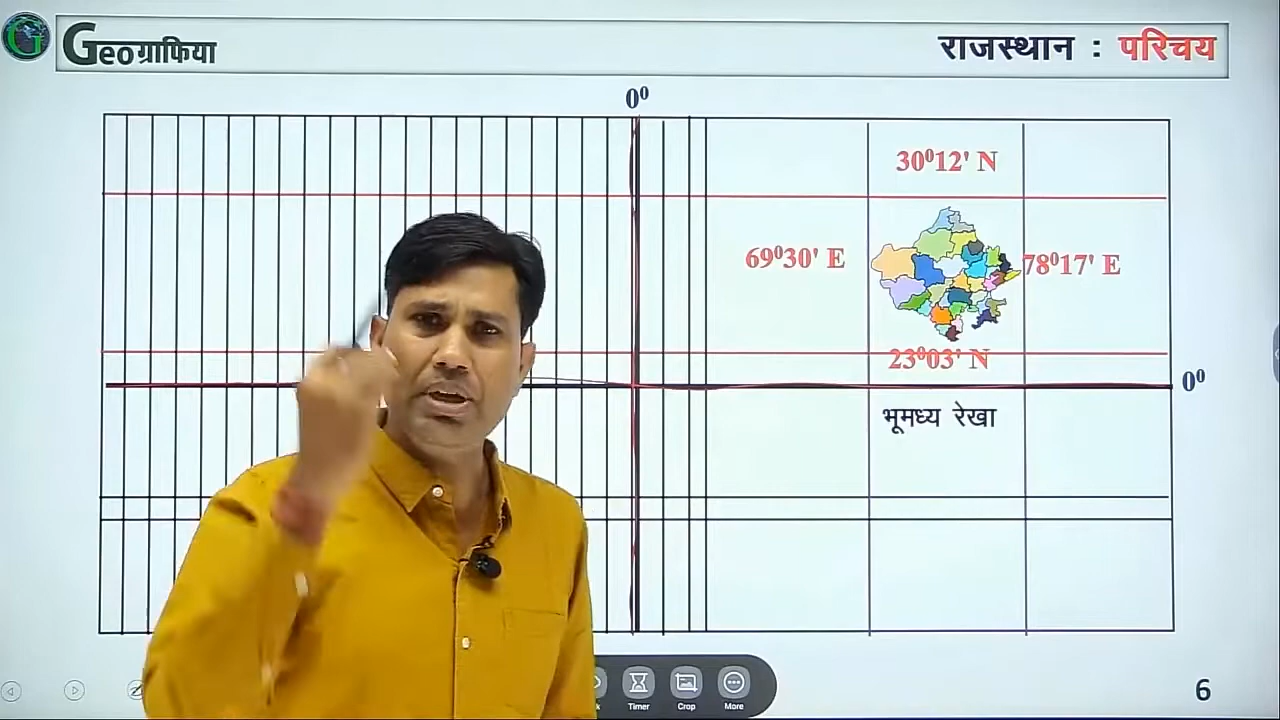 Geoग्राफिया
राजस्थान : परिचय
0⁰
30⁰12' N
69⁰30' E
78⁰17' E
23⁰03' N
0⁰
भूमध्य रेखा
Timer
Crop
More
6